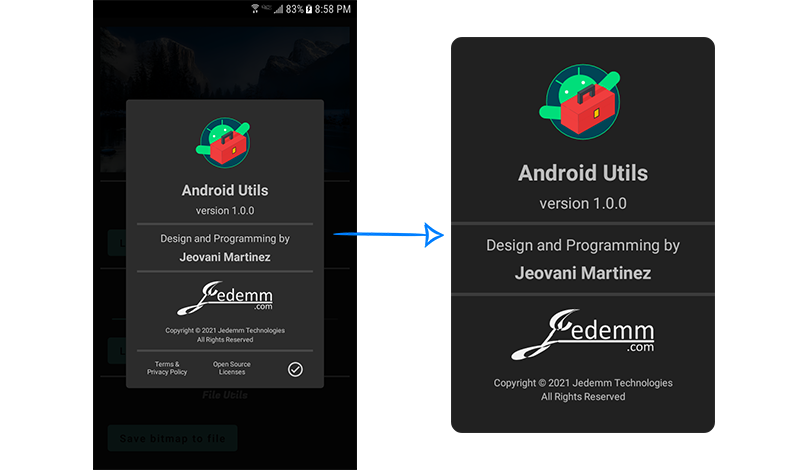 83% 8:58 PM
Android Utils
version 1.0.0
Design and Programming by
Jeovani Martinez
Jedemm
.com
Copyright © 2021 Jedemm Technologies
All Rights Reserved
Terms &
Privacy Policy
Open Source
Licenses
File Utils
Save bitmap to file
Android Utils
version 1.0.0
Design and Programming by
Jeovani Martinez
Jedemm
.com
Copyright © 2021 Jedemm Technologies
All Rights Reserved